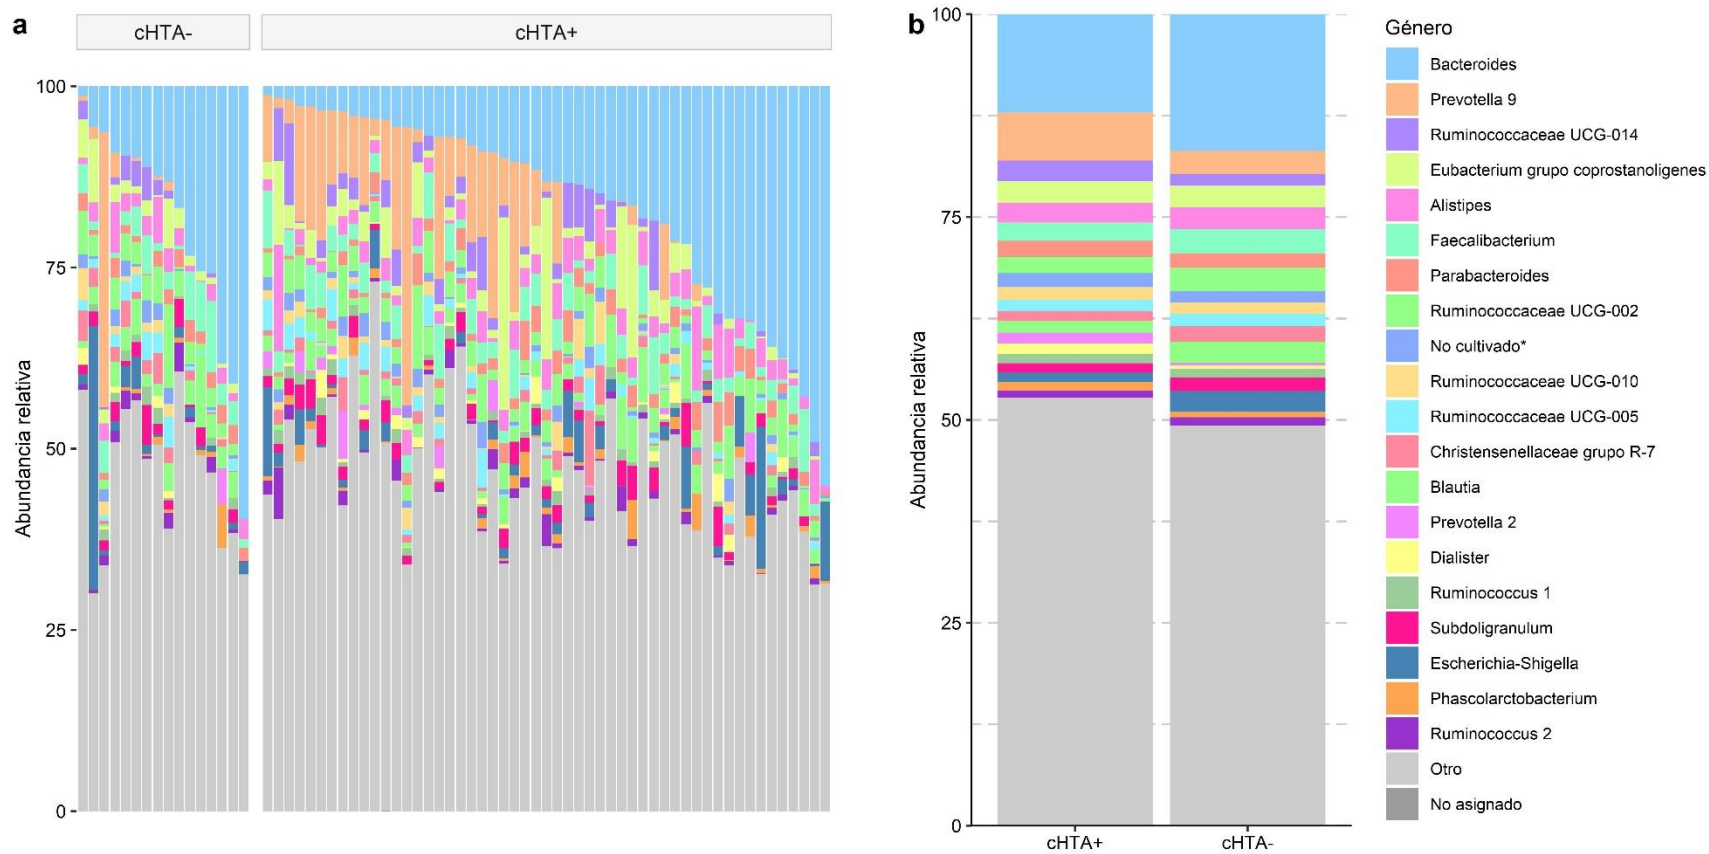 a
cHTA-
cHTA+
100
75
50
25
0
Abundancia relativa
b
100
75
50
25
0
Abundancia relativa
cHTA+
cHTA-
Género
Bacteroides
Prevotella 9
Ruminococcaceae UCG-014
Eubacterium grupo coprostanoligenes
Alistipes
Faecalibacterium
Parabacteroides
Ruminococcaceae UCG-002
No cultivado*
Ruminococcaceae UCG-010
Ruminococcaceae UCG-005
Christensenellaceae grupo R-7
Blautia
Prevotella 2
Dialister
Ruminococcus 1
Subdoligranulum
Escherichia-Shigella
Phascolarctobacterium
Ruminococcus 2
Otro
No asignado